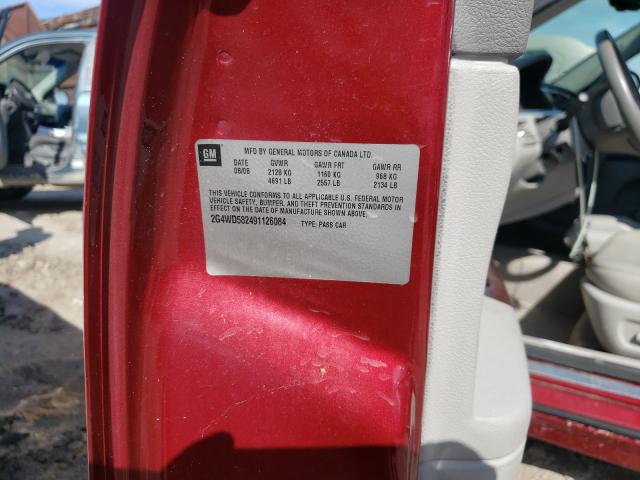 GM MFD BY GENERAL MOTORS OF CANADA LTD.
DATE GVWR GAWR FRT GAWR RR
08/08 2128 KG 1160 KG 968 KG
4691 LB 2557 LB 2134 LB
THIS VEHICLE CONFORMS TO ALL APPLICABLE U.S. FEDERAL MOTOR
VEHICLE SAFETY, BUMPER, AND THEFT PREVENTION STANDARDS IN
EFFECT ON THE DATE OF MANUFACTURE SHOWN ABOVE.
2G4WD582491126084 TYPE: PASS CAR